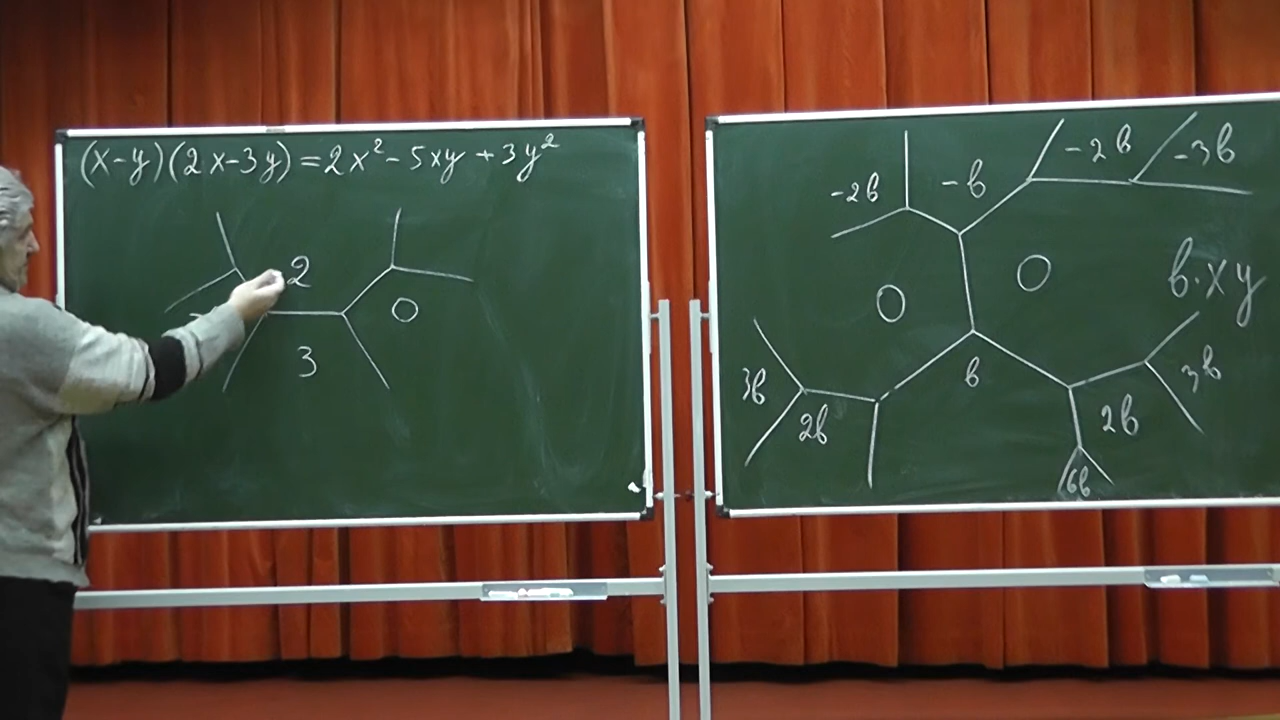 (x-y)(2x-3y)=2x²-5xy+3y²
2
0
3
-2b
-b
-2b
-3b
0
0
b·xy
3b
2b
b
2b
3b
6b